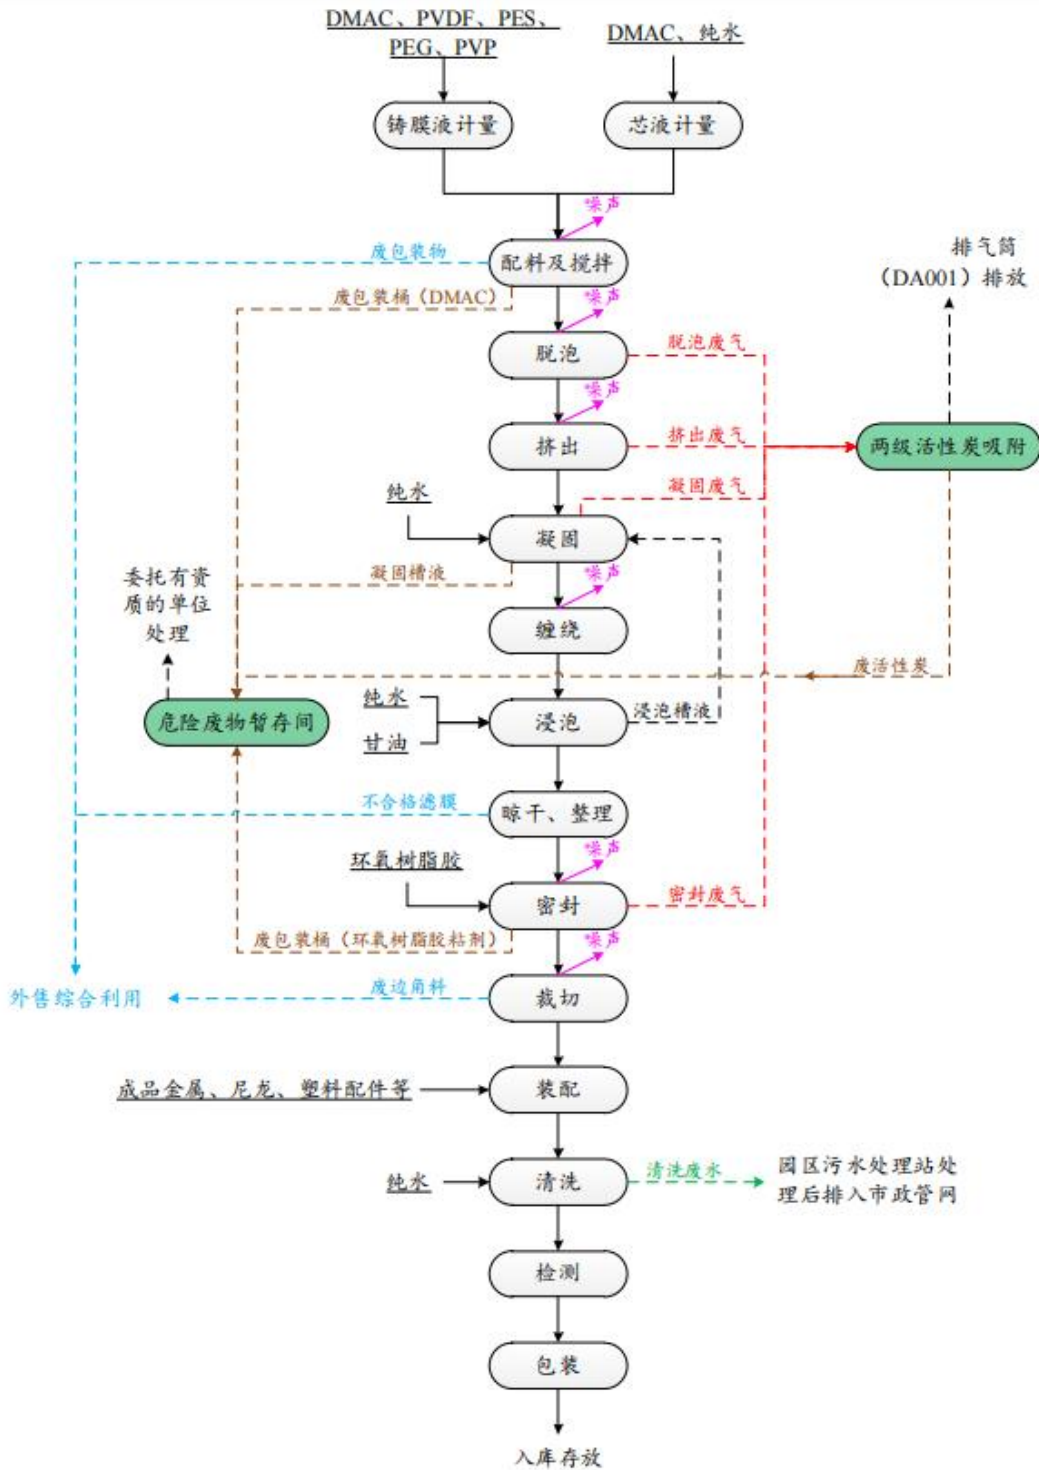 DMAC、PVDF、PES、
PEG、PVP
DMAC、纯水
铸膜液计量
芯液计量
噪声
废包装物
配料及搅拌
排气筒
（DA001）排放
废包装桶（DMAC）
噪声
脱泡
脱泡废气
噪声
挤出
挤出废气
两级活性炭吸附
纯水
凝固废气
凝固
委托有资
质的单位
处理
凝固槽液
噪声
缠绕
废活性炭
危险废物暂存间
纯水
甘油
浸泡
浸泡槽液
不合格滤膜
晾干、整理
环氧树脂胶
噪声
密封
密封废气
废包装桶（环氧树脂胶粘剂）
噪声
外售综合利用
废边角料
裁切
成品金属、尼龙、塑料配件等
装配
纯水
清洗
清洗废水
园区污水处理站处
理后排入市政管网
检测
包装
入库存放